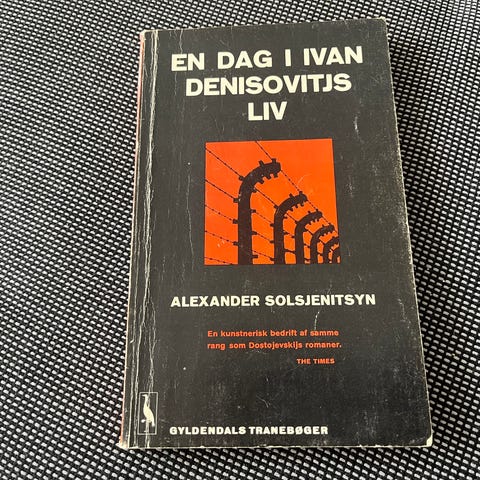 EN DAG I IVAN
DENISOVITJS
LIV
ALEXANDER SOLSJENITSYN
En kunstnerisk bedrift af samme
rang som Dostojevskijs romaner.
THE TIMES
GYLDENDALS TRANEBØGER